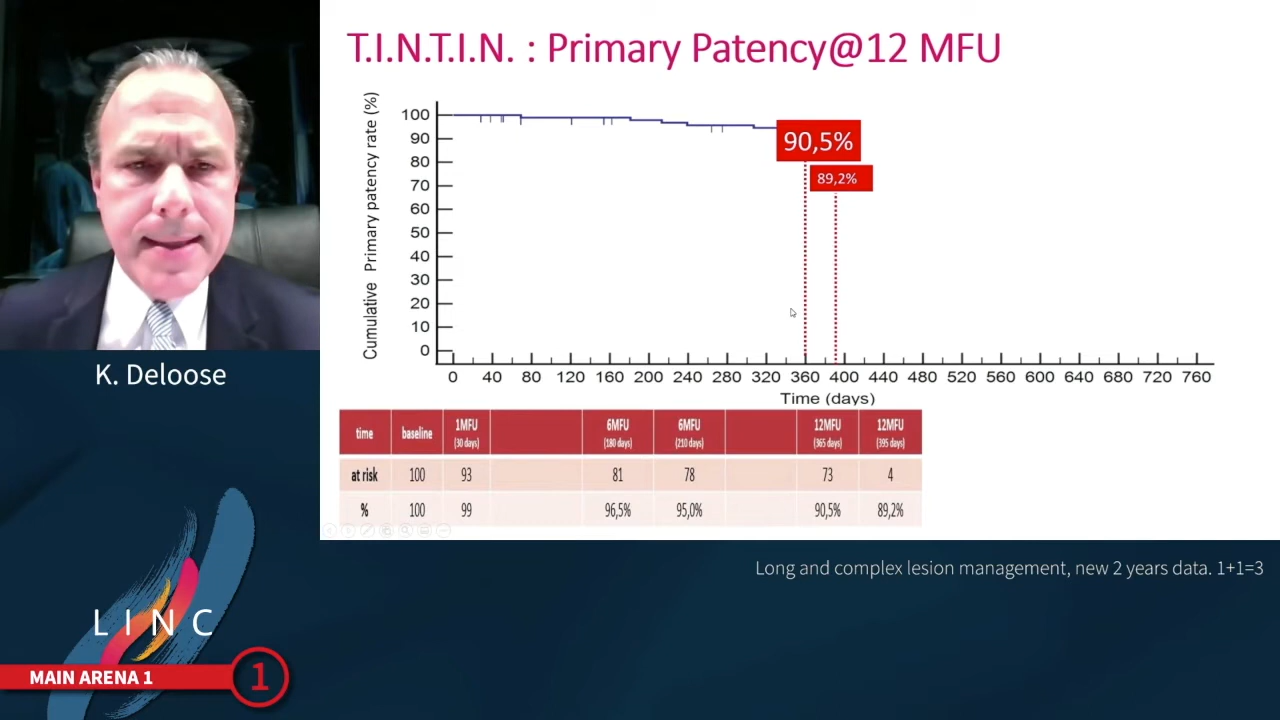 T.I.N.T.I.N. : Primary Patency@12 MFU
Cumulative Primary patency rate (%)
100
90
80
70
60
50
40
30
20
10
0
90,5%
89,2%
0 40 80 120 160 200 240 280 320 360 400 440 480 520 560 600 640 680 720 760
Time (days)
time baseline 1MFU (30 days) 6MFU (180 days) 6MFU (210 days) 12MFU (365 days) 12MFU (395 days)
at risk 100 93 81 78 73 4
% 100 99 96,5% 95,0% 90,5% 89,2%
K. Deloose
Long and complex lesion management, new 2 years data. 1+1=3
LINC
MAIN ARENA 1
1